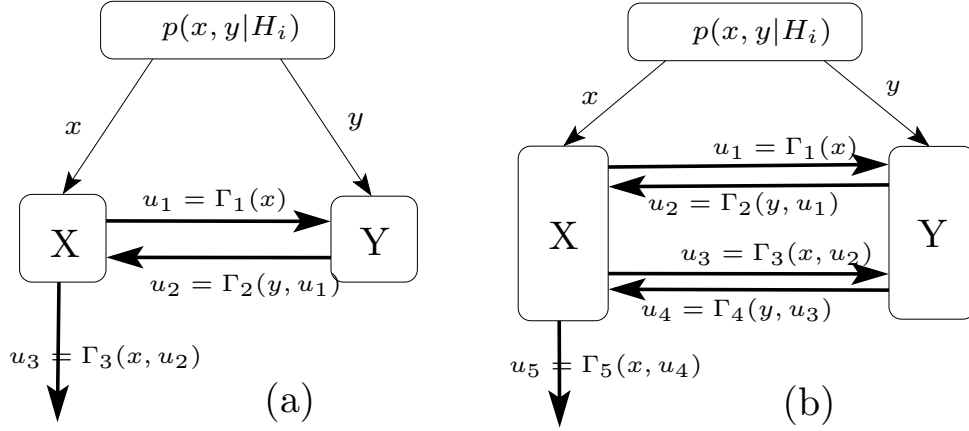 p(x, y|H_i)
x
y
u_1 = Γ_1(x)
X
Y
u_2 = Γ_2(y, u_1)
u_3 = Γ_3(x, u_2)
(a)
p(x, y|H_i)
x
y
u_1 = Γ_1(x)
u_2 = Γ_2(y, u_1)
X
Y
u_3 = Γ_3(x, u_2)
u_4 = Γ_4(y, u_3)
u_5 = Γ_5(x, u_4)
(b)